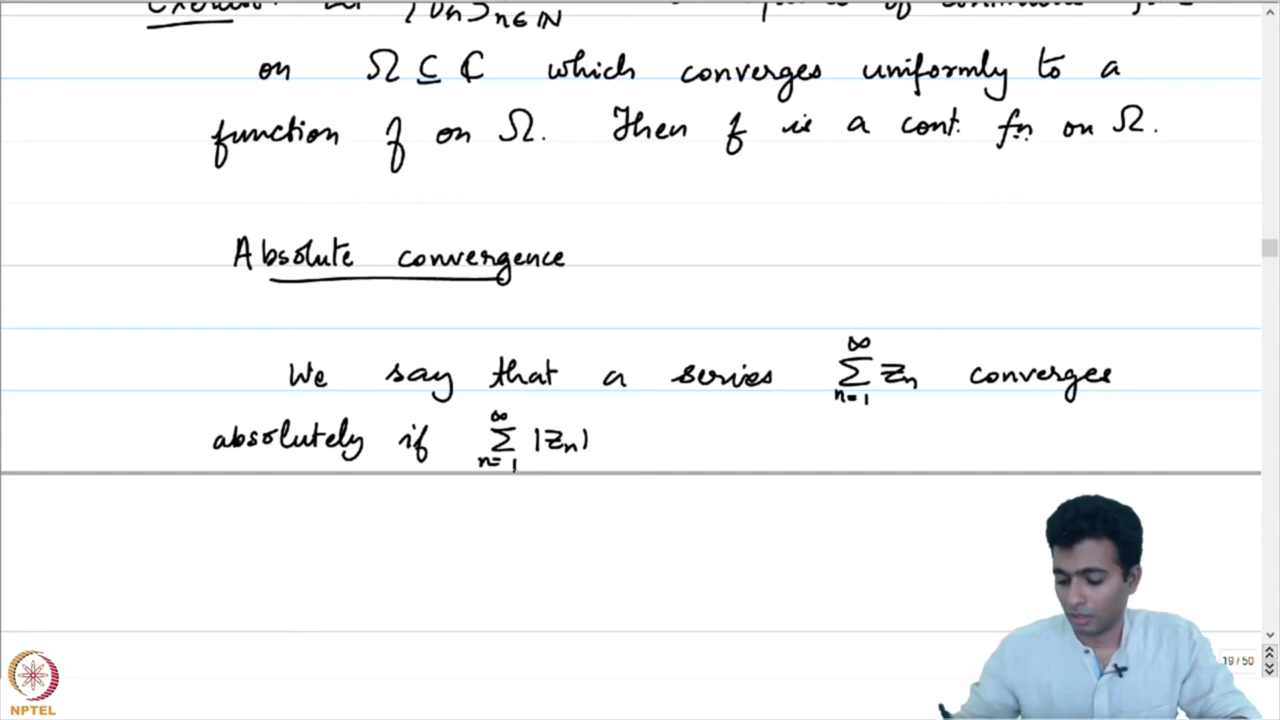 n∈ℕ
on Ω ⊆ ℂ which converges uniformly to a
function f on Ω. Then f is a cont. fn. on Ω.
Absolute convergence
We say that a series ∑_{n=1}^{∞} z_n converges
absolutely if ∑_{n=1}^{∞} |z_n|
19 / 50
NPTEL